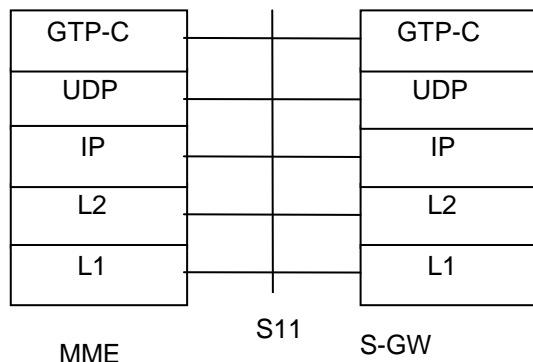 GTP-C GTP-C
UDP UDP
IP IP
L2 L2
L1 L1
S11
MME S-GW